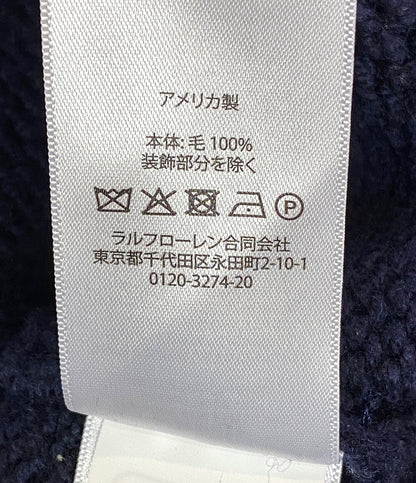 アメリカ製
本体: 毛 100%
装飾部分を除く
P
ラルフローレン合同会社
東京都千代田区永田町2-10-1
0120-3274-20